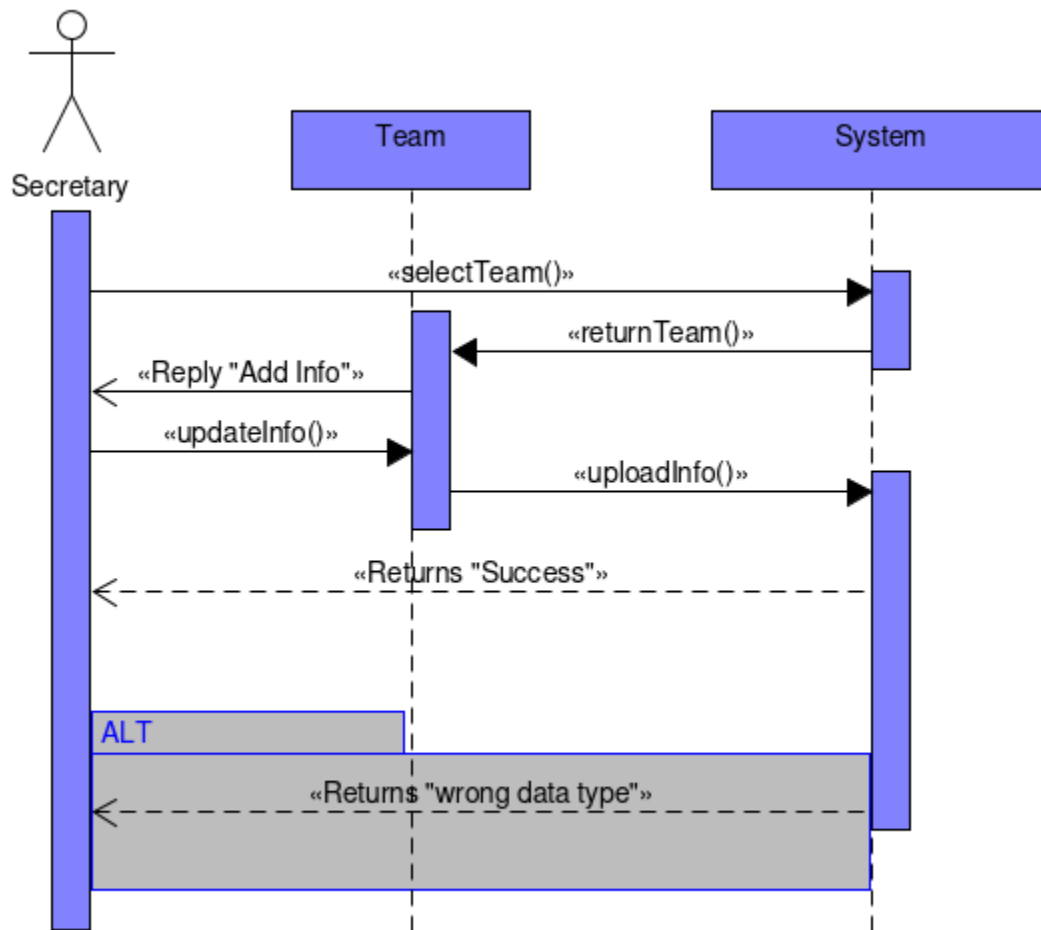 Team
System
Secretary
«selectTeam()»
«returnTeam()»
«Reply "Add Info"»
«updateInfo()»
«uploadInfo()»
«Returns "Success"»
ALT
«Returns "wrong data type"»